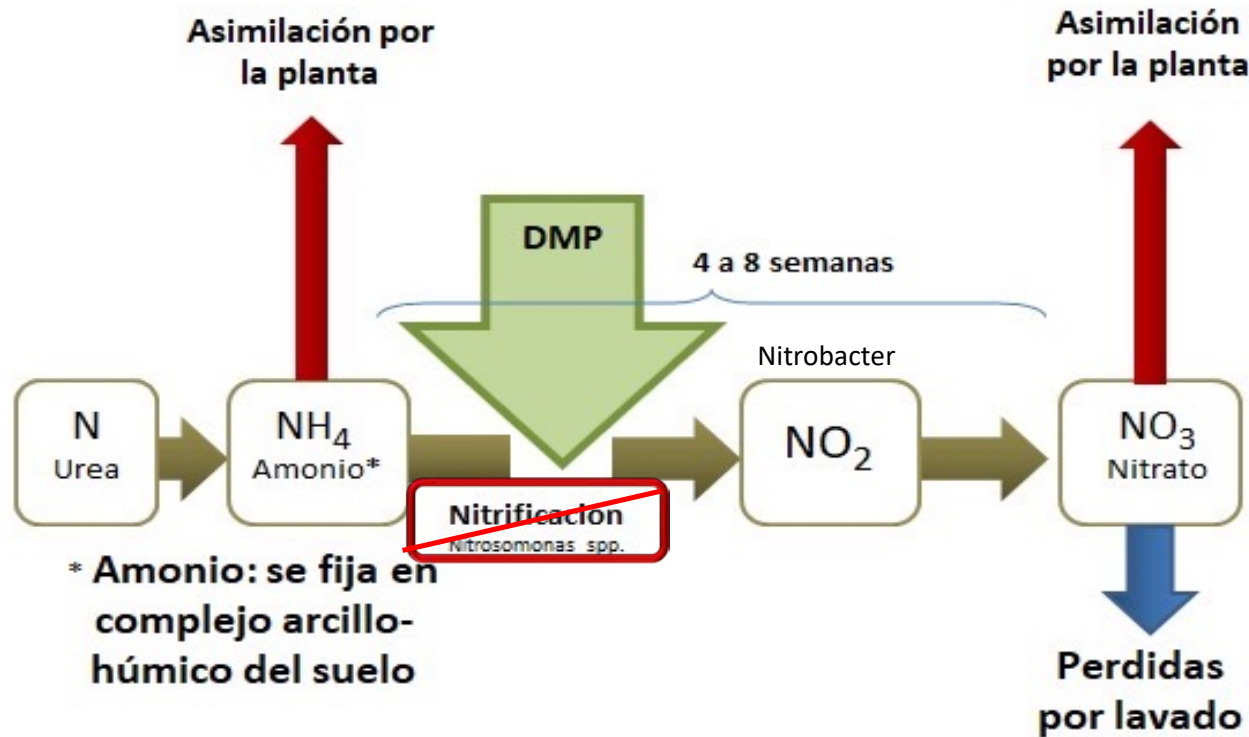 Asimilación por
la planta
Asimilación
por la planta
DMP
4 a 8 semanas
Nitrobacter
N
Urea
NH₄
Amonio*
NO₂
NO₃
Nitrato
Nitrificación
Nitrosomonas spp.
* Amonio: se fija en
complejo arcillo-
húmico del suelo
Perdidas
por lavado